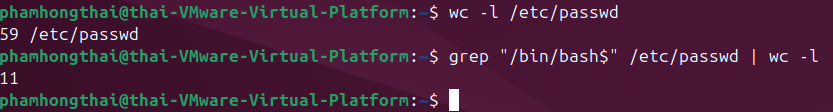 phamhongthai@thai-VMware-Virtual-Platform:~$ wc -l /etc/passwd
59 /etc/passwd
phamhongthai@thai-VMware-Virtual-Platform:~$ grep "/bin/bash$" /etc/passwd | wc -l
11
phamhongthai@thai-VMware-Virtual-Platform:~$